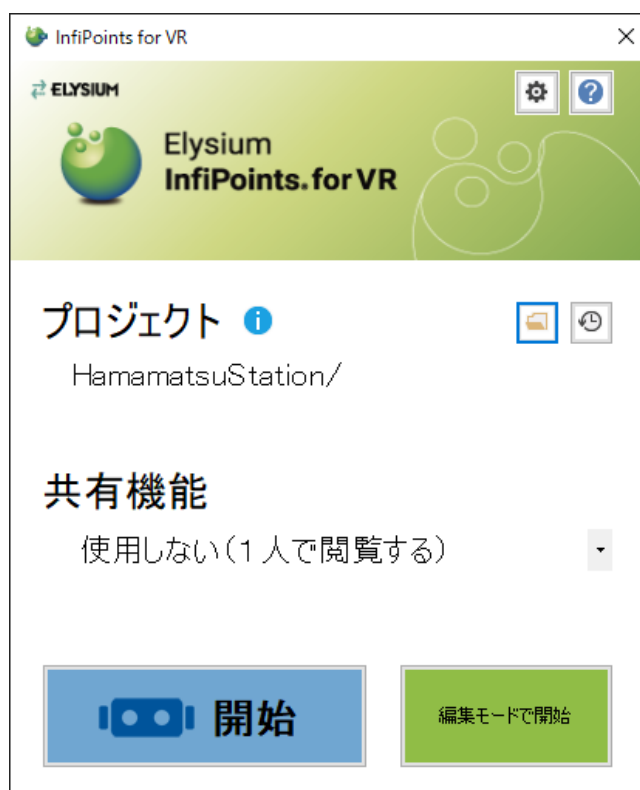 InfiPoints for VR
ELYSIUM
Elysium
InfiPoints.for VR
プロジェクト
HamamatsuStation/
共有機能
使用しない(1人で閲覧する)
開始
編集モードで開始